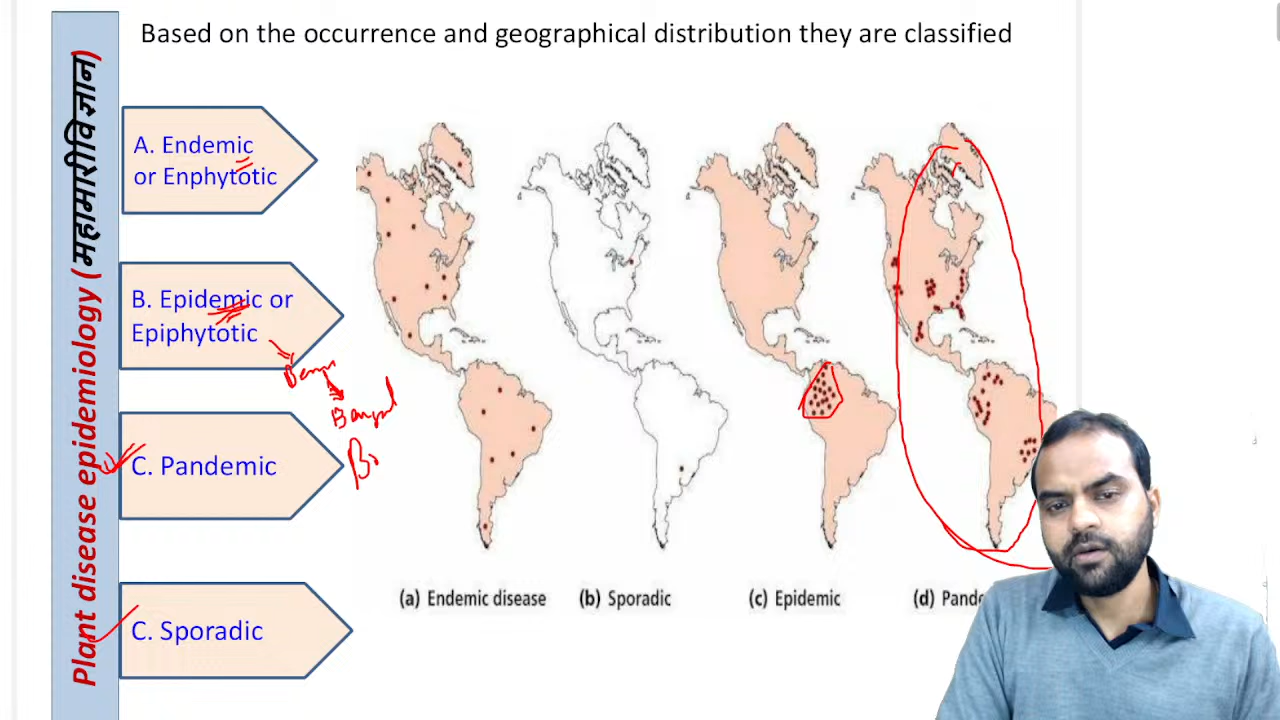 Based on the occurrence and geographical distribution they are classified
Plant disease epidemiology (महामारीविज्ञान)
A. Endemic
or Enphytotic
B. Epidemic or
Epiphytotic
C. Pandemic
C. Sporadic
(a) Endemic disease
(b) Sporadic
(c) Epidemic
(d) Pande